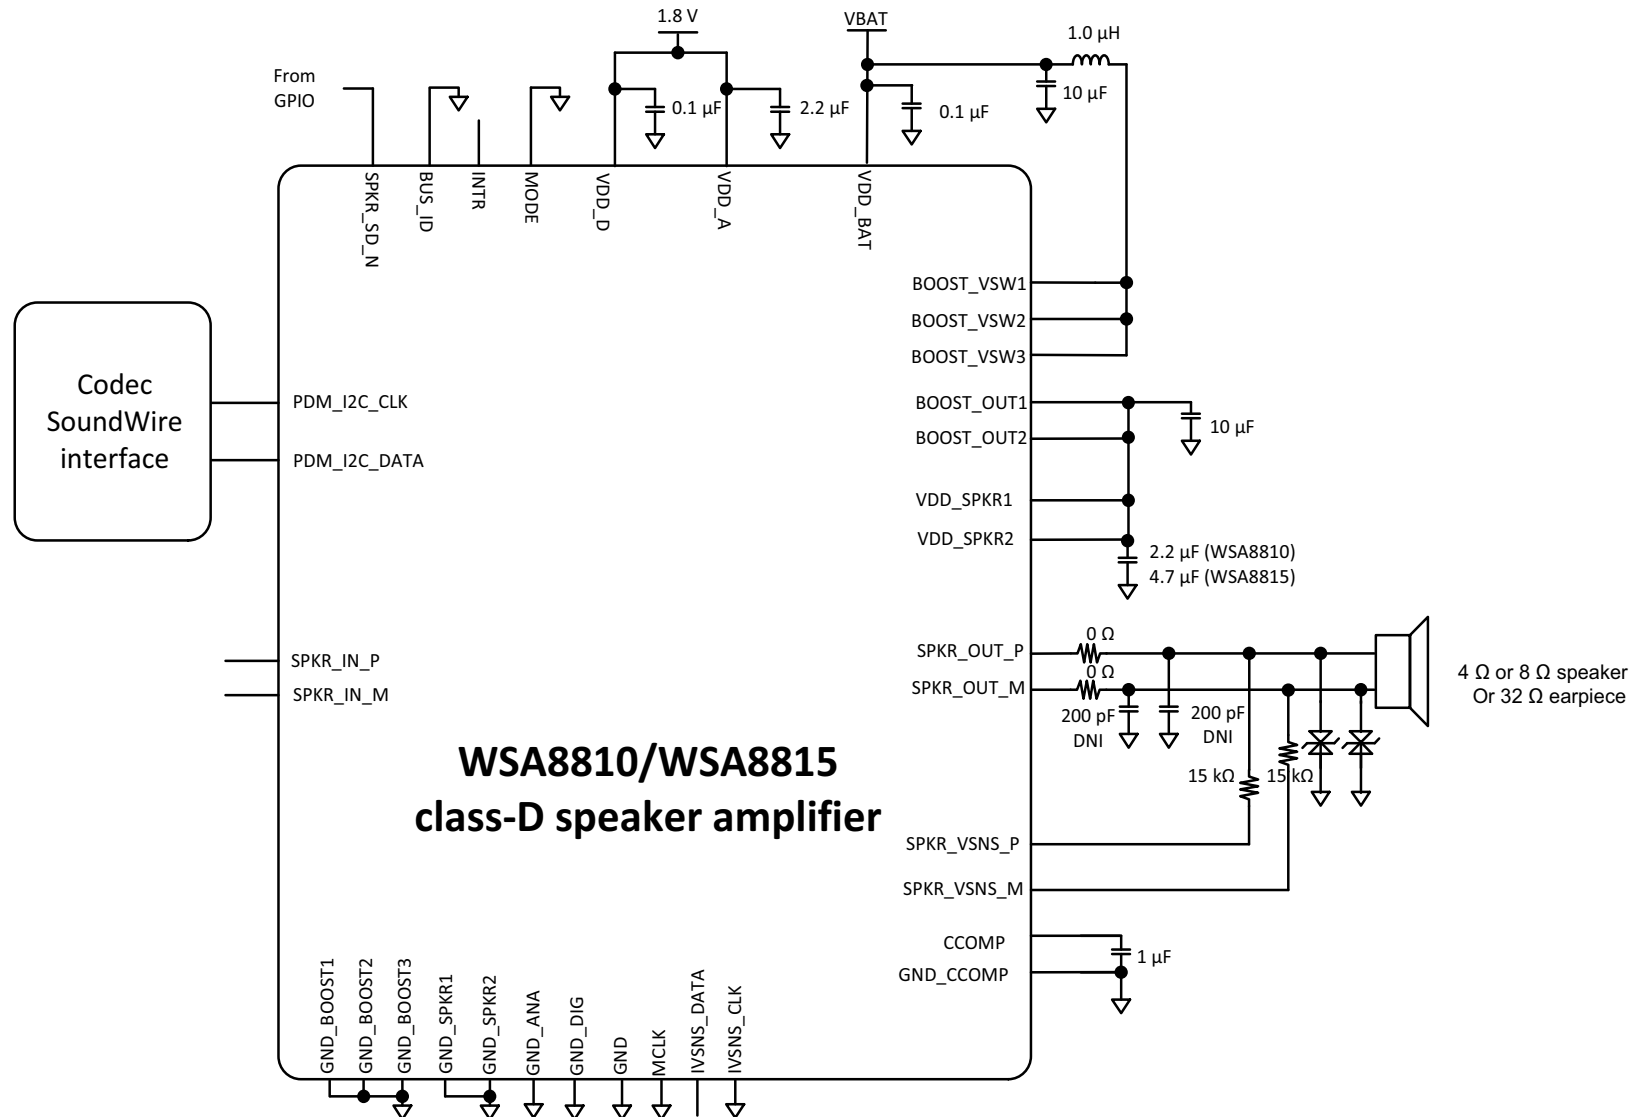 1.8 V
VBAT
1.0 µH
From
GPIO
0.1 µF
2.2 µF
0.1 µF
10 µF
SPKR_SD_N
BUS_ID
INTR
MODE
VDD_D
VDD_A
VDD_BAT
BOOST_VSW1
BOOST_VSW2
BOOST_VSW3
Codec
SoundWire
interface
PDM_I2C_CLK
PDM_I2C_DATA
BOOST_OUT1
10 µF
BOOST_OUT2
VDD_SPKR1
VDD_SPKR2
2.2 µF (WSA8810)
4.7 µF (WSA8815)
SPKR_IN_P
SPKR_IN_M
SPKR_OUT_P
0 Ω
SPKR_OUT_M
0 Ω
200 pF
DNI
200 pF
DNI
4 Ω or 8 Ω speaker
Or 32 Ω earpiece
WSA8810/WSA8815
class-D speaker amplifier
15 kΩ
15 kΩ
SPKR_VSNS_P
SPKR_VSNS_M
CCOMP
1 µF
GND_CCOMP
GND_BOOST1
GND_BOOST2
GND_BOOST3
GND_SPKR1
GND_SPKR2
GND_ANA
GND_DIG
GND
MCLK
IVSNS_DATA
IVSNS_CLK